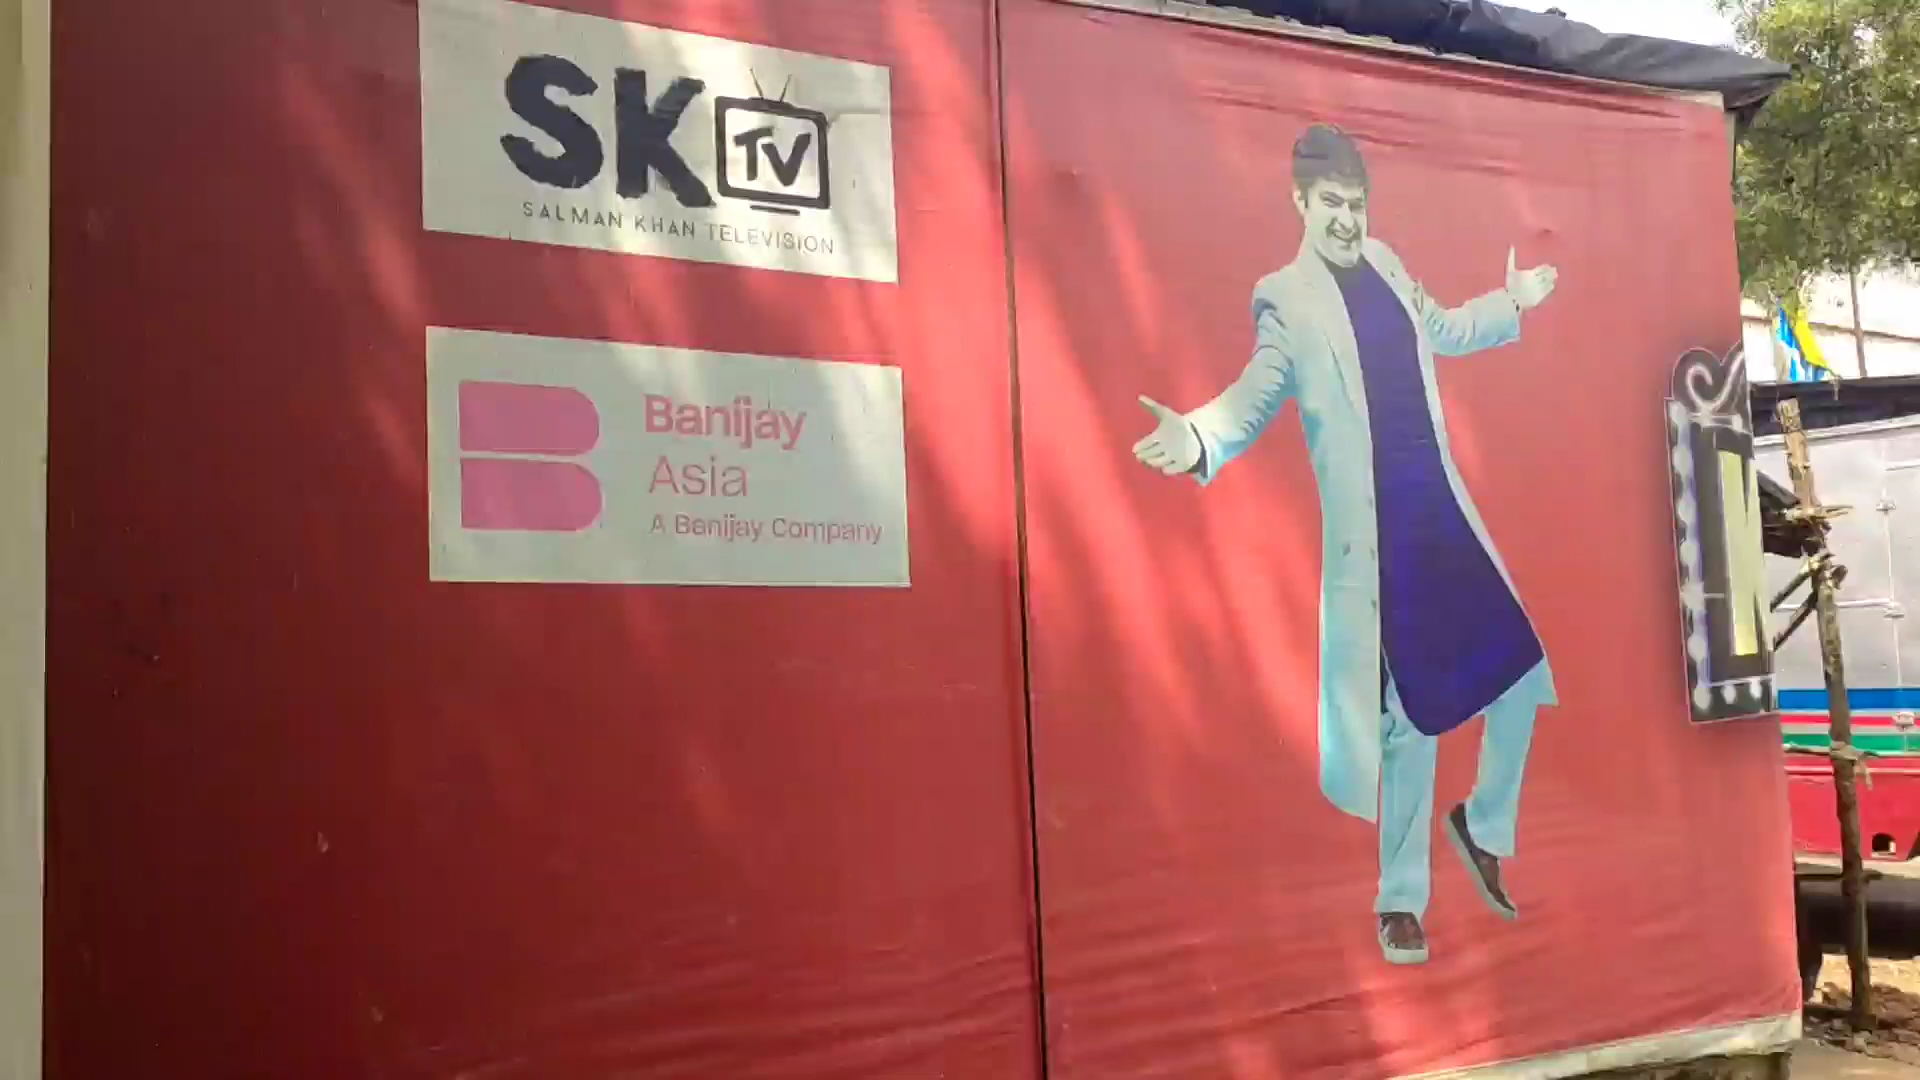 SK TV
SALMAN KHAN TELEVISION
Banijay
Asia
A Banijay Company